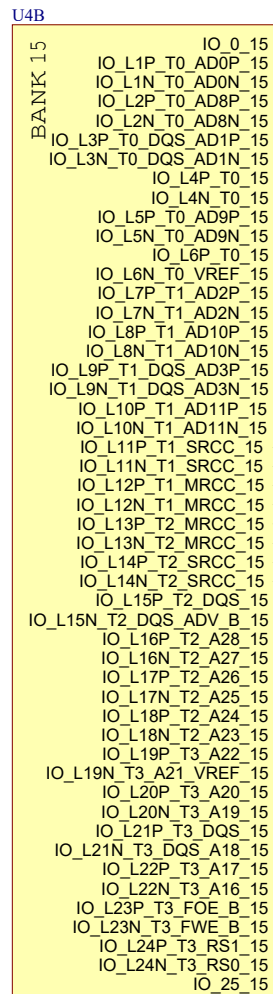 U4B
BANK 15
IO_0_15
IO_L1P_T0_AD0P_15
IO_L1N_T0_AD0N_15
IO_L2P_T0_AD8P_15
IO_L2N_T0_AD8N_15
IO_L3P_T0_DQS_AD1P_15
IO_L3N_T0_DQS_AD1N_15
IO_L4P_T0_15
IO_L4N_T0_15
IO_L5P_T0_AD9P_15
IO_L5N_T0_AD9N_15
IO_L6P_T0_15
IO_L6N_T0_VREF_15
IO_L7P_T1_AD2P_15
IO_L7N_T1_AD2N_15
IO_L8P_T1_AD10P_15
IO_L8N_T1_AD10N_15
IO_L9P_T1_DQS_AD3P_15
IO_L9N_T1_DQS_AD3N_15
IO_L10P_T1_AD11P_15
IO_L10N_T1_AD11N_15
IO_L11P_T1_SRCC_15
IO_L11N_T1_SRCC_15
IO_L12P_T1_MRCC_15
IO_L12N_T1_MRCC_15
IO_L13P_T2_MRCC_15
IO_L13N_T2_MRCC_15
IO_L14P_T2_SRCC_15
IO_L14N_T2_SRCC_15
IO_L15P_T2_DQS_15
IO_L15N_T2_DQS_ADV_B_15
IO_L16P_T2_A28_15
IO_L16N_T2_A27_15
IO_L17P_T2_A26_15
IO_L17N_T2_A25_15
IO_L18P_T2_A24_15
IO_L18N_T2_A23_15
IO_L19P_T3_A22_15
IO_L19N_T3_A21_VREF_15
IO_L20P_T3_A20_15
IO_L20N_T3_A19_15
IO_L21P_T3_DQS_15
IO_L21N_T3_DQS_A18_15
IO_L22P_T3_A17_15
IO_L22N_T3_A16_15
IO_L23P_T3_FOE_B_15
IO_L23N_T3_FWE_B_15
IO_L24P_T3_RS1_15
IO_L24N_T3_RS0_15
IO_25_15